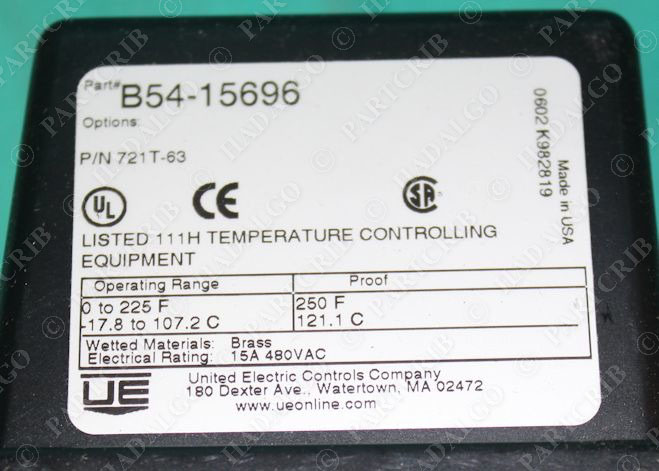 Part# B54-15696
Options:
P/N 721T-63
UL CE SA
LISTED 111H TEMPERATURE CONTROLLING
EQUIPMENT
Operating Range Proof
0 to 225 F 250 F
-17.8 to 107.2 C 121.1 C
Wetted Materials: Brass
Electrical Rating: 15A 480VAC
UE
United Electric Controls Company
180 Dexter Ave., Watertown, MA 02472
www.ueonline.com
0602 K982819
Made in USA
© PARTCRIB
© HADALGO